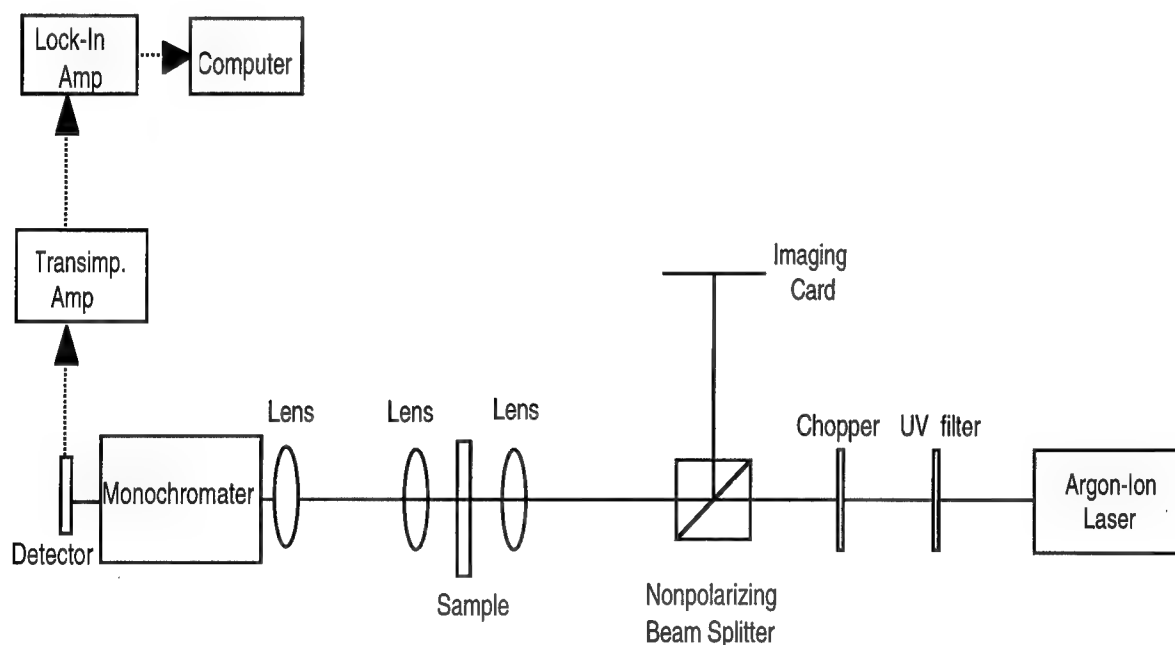 Lock-In
Amp
Computer
Transimp.
Amp
Imaging
Card
Lens
Lens
Lens
Chopper
UV filter
Monochromater
Argon-Ion
Laser
Detector
Sample
Nonpolarizing
Beam Splitter